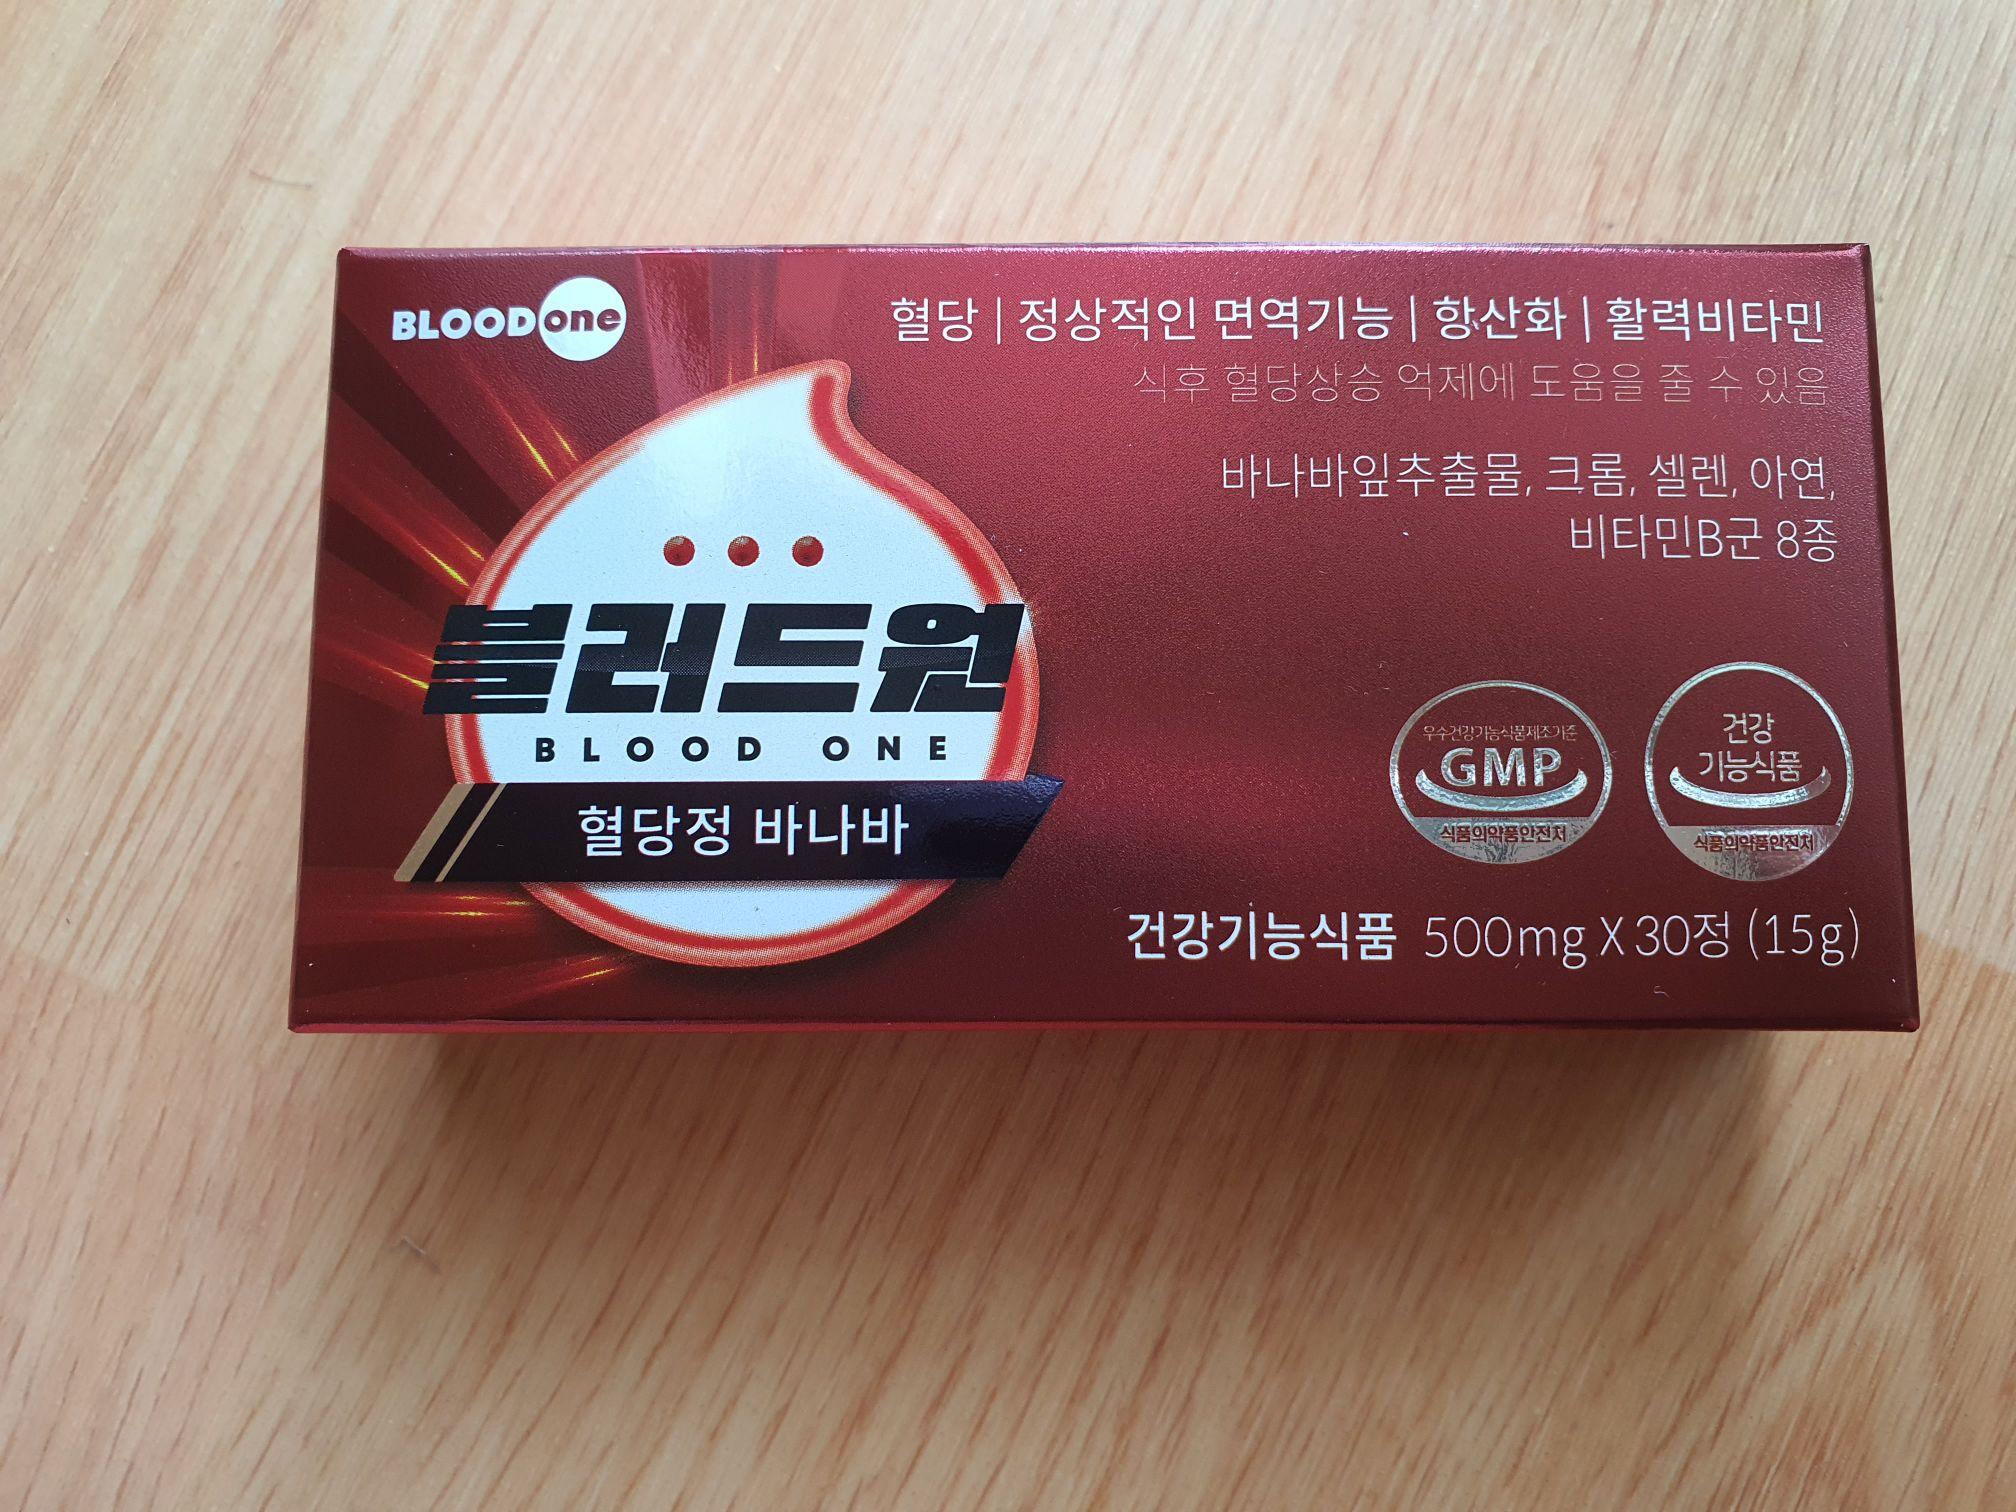 BLOODone
혈당 | 정상적인 면역기능 | 항산화 | 활력비타민
식후 혈당상승 억제에 도움을 줄 수 있음
바나바잎추출물, 크롬, 셀렌, 아연,
비타민B군 8종
블러드원
BLOOD ONE
혈당정 바나바
우수건강기능식품제조기준
GMP
식품의약품안전처
건강
기능식품
식품의약품안전처
건강기능식품 500mg X 30정 (15g)